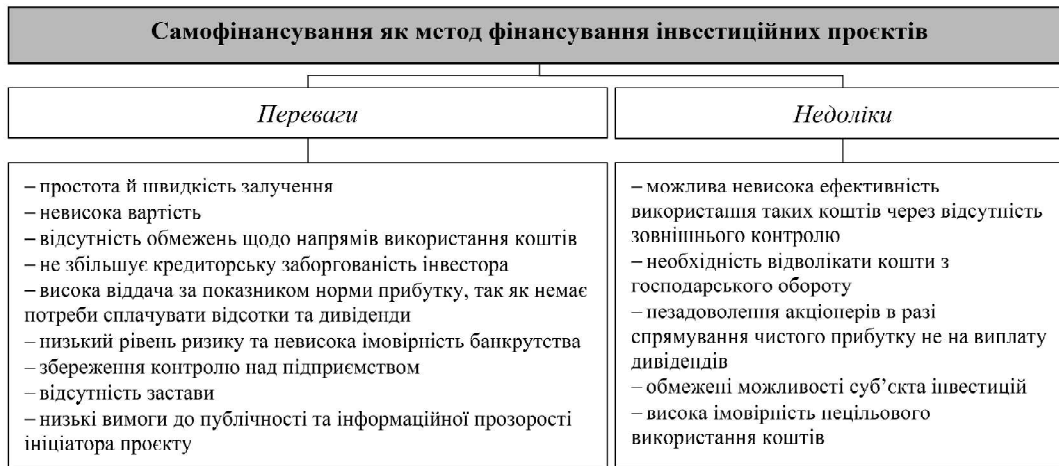 Самофінансування як метод фінансування інвестиційних проєктів
Переваги
– простота й швидкість залучення
– невисока вартість
– відсутність обмежень щодо напрямів використання коштів
– не збільшує кредиторську заборгованість інвестора
– висока віддача за показником норми прибутку, так як немає
потреби сплачувати відсотки та дивіденди
– низький рівень ризику та невисока імовірність банкрутства
– збереження контролю над підприємством
– відсутність застави
– низькі вимоги до публічності та інформаційної прозорості
ініціатора проєкту
Недоліки
– можлива невисока ефективність
використання таких коштів через відсутність
зовнішнього контролю
– необхідність відволікати кошти з
господарського обороту
– незадоволення акціонерів в разі
спрямування чистого прибутку не на виплату
дивідендів
– обмежені можливості суб’єкта інвестицій
– висока імовірність нецільового
використання коштів